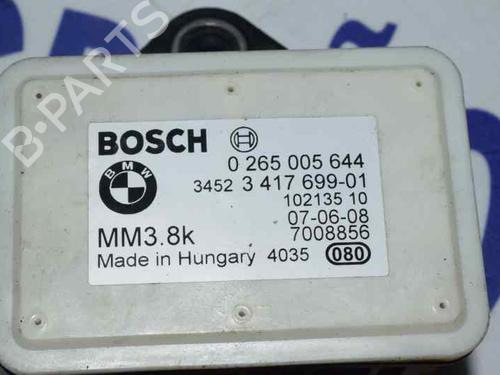 BOSCH
0 265 005 644
BMW
3452 3 417 699-01
102135 10
07-06-08
MM3.8k 7008856
Made in Hungary 4035 080
B-PARTS